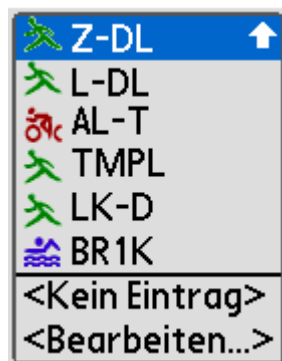 Z-DL
L-DL
AL-T
TMPL
LK-D
BR1K
<Kein Eintrag>
<Bearbeiten...>